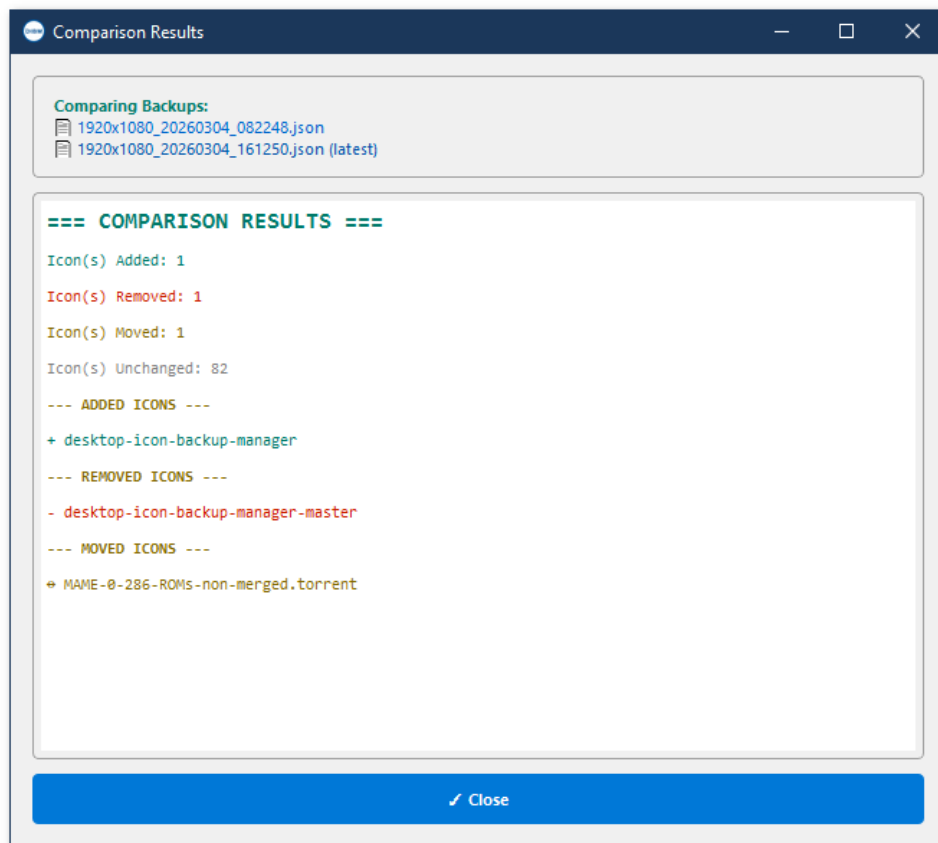 DIBM
Comparison Results
Comparing Backups:
1920x1080_20260304_082248.json
1920x1080_20260304_161250.json (latest)
=== COMPARISON RESULTS ===
Icon(s) Added: 1
Icon(s) Removed: 1
Icon(s) Moved: 1
Icon(s) Unchanged: 82
--- ADDED ICONS ---
+ desktop-icon-backup-manager
--- REMOVED ICONS ---
- desktop-icon-backup-manager-master
--- MOVED ICONS ---
↔ MAME-0-286-ROMs-non-merged.torrent
✓ Close